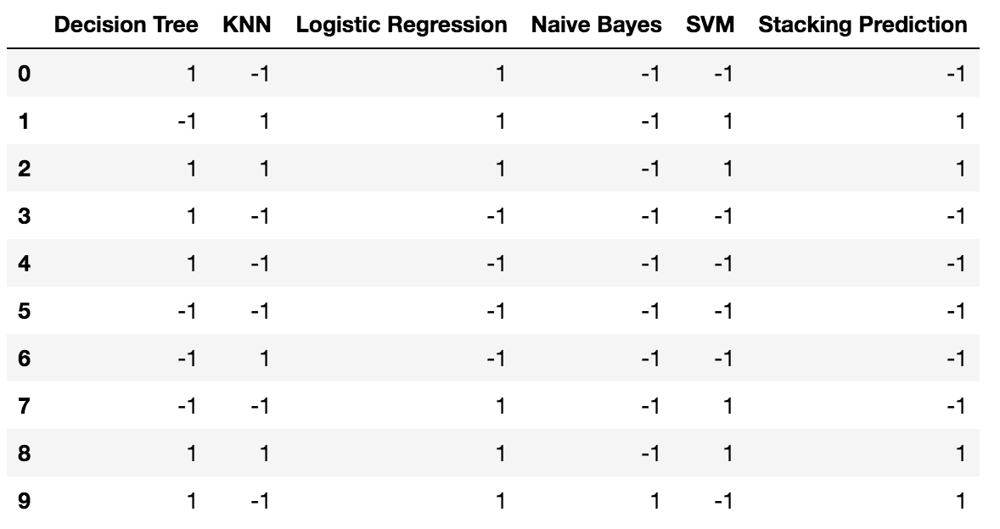 Decision Tree KNN Logistic Regression Naive Bayes SVM Stacking Prediction
0 1 -1 1 -1 -1 -1
1 -1 1 1 -1 1 1
2 1 1 1 -1 1 1
3 1 -1 -1 -1 -1 -1
4 1 -1 -1 -1 -1 -1
5 -1 -1 -1 -1 -1 -1
6 -1 1 -1 -1 -1 -1
7 -1 -1 1 -1 1 -1
8 1 1 1 -1 1 1
9 1 -1 1 1 -1 1